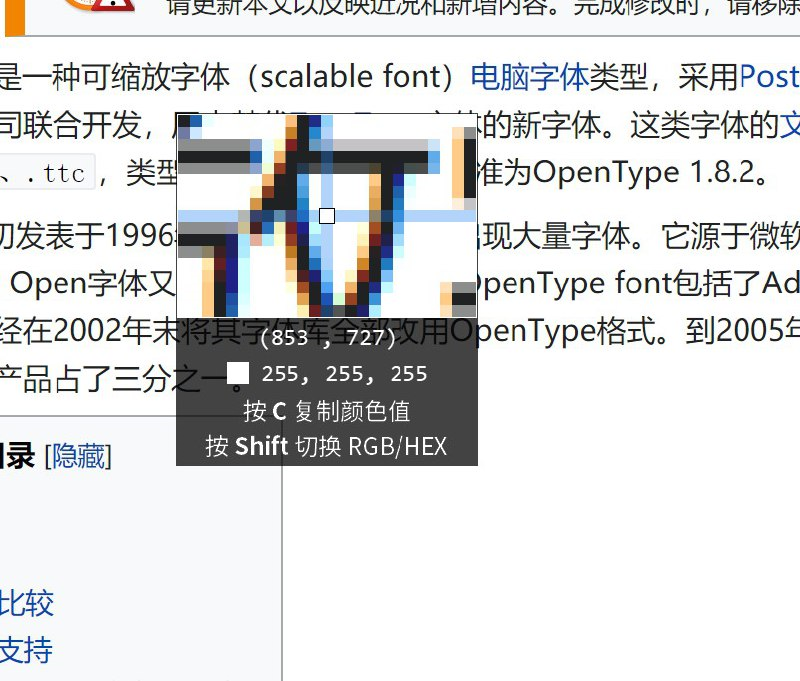 请更新本文以反映近况和新增内容。完成修改时，请移除
是一种可缩放字体（scalable font）电脑字体类型，采用Post
司联合开发，
体的新字体。这类字体的文
、.ttc，类型
准为OpenType 1.8.2。
初发表于1996
出现大量字体。它源于微软
Open字体又
OpenType font包括了Ad
经在2002年末将其字体库全部改用OpenType格式。到2005年
产品占了三分之一。
(853 , 727)
255, 255, 255
按 C 复制颜色值
按 Shift 切换 RGB/HEX
目录 [隐藏]
比较
支持